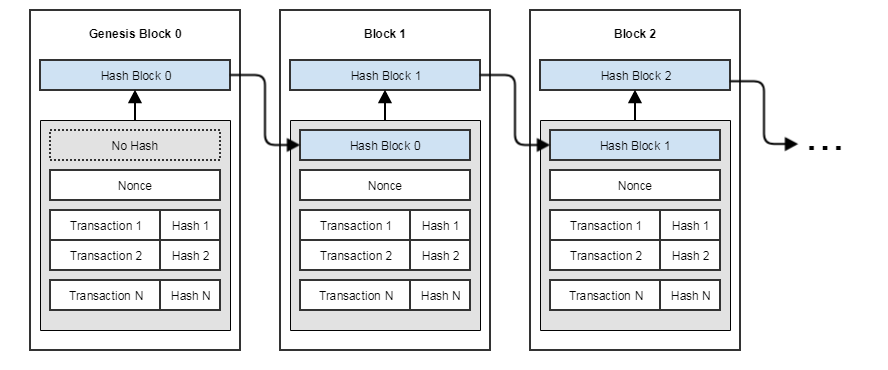 Genesis Block 0
Hash Block 0
No Hash
Nonce
Transaction 1 Hash 1
Transaction 2 Hash 2
Transaction N Hash N
Block 1
Hash Block 1
Hash Block 0
Nonce
Transaction 1 Hash 1
Transaction 2 Hash 2
Transaction N Hash N
Block 2
Hash Block 2
Hash Block 1
Nonce
Transaction 1 Hash 1
Transaction 2 Hash 2
Transaction N Hash N
...